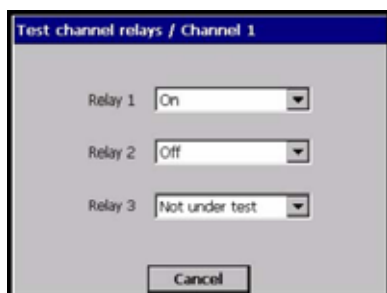 Test channel relays / Channel 1
Relay 1 On
Relay 2 Off
Relay 3 Not under test
Cancel